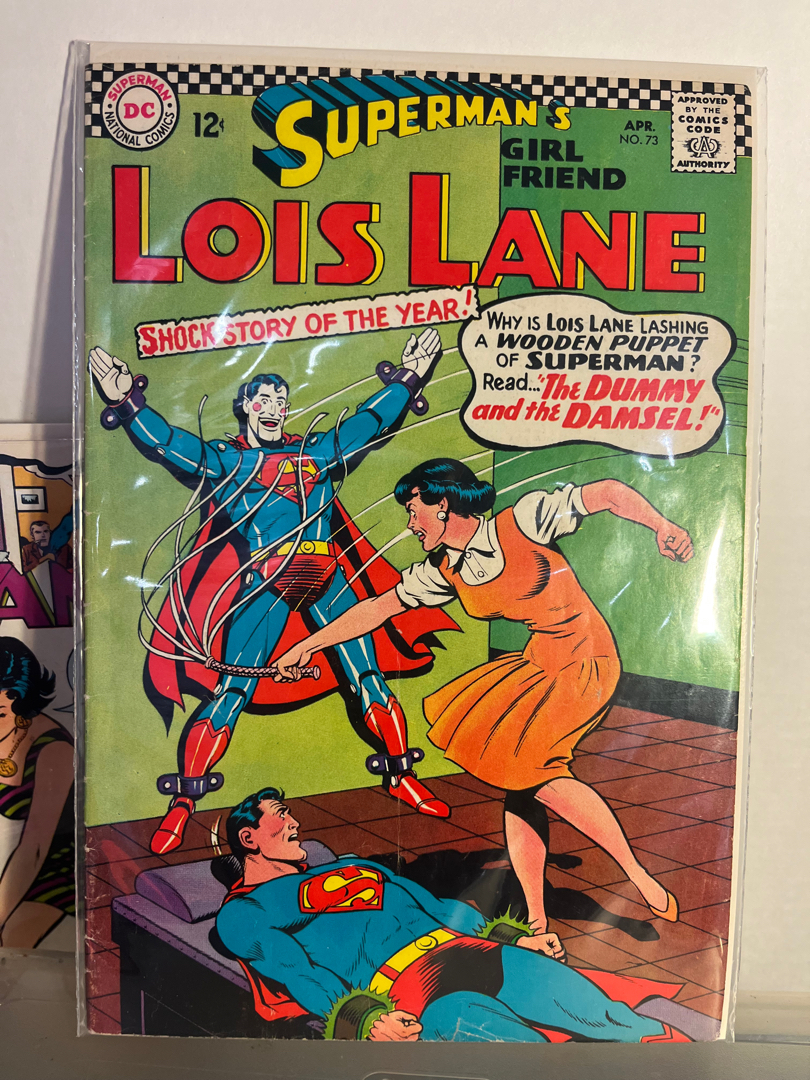 SUPERMAN
DC
NATIONAL COMICS
12¢
SUPERMAN'S
GIRL
FRIEND
LOIS LANE
APR.
NO. 73
APPROVED
BY THE
COMICS
CODE
AUTHORITY
SHOCK STORY OF THE YEAR!
WHY IS LOIS LANE LASHING
A WOODEN PUPPET
OF SUPERMAN?
READ... "THE DUMMY
AND THE DAMSEL!"
S
S